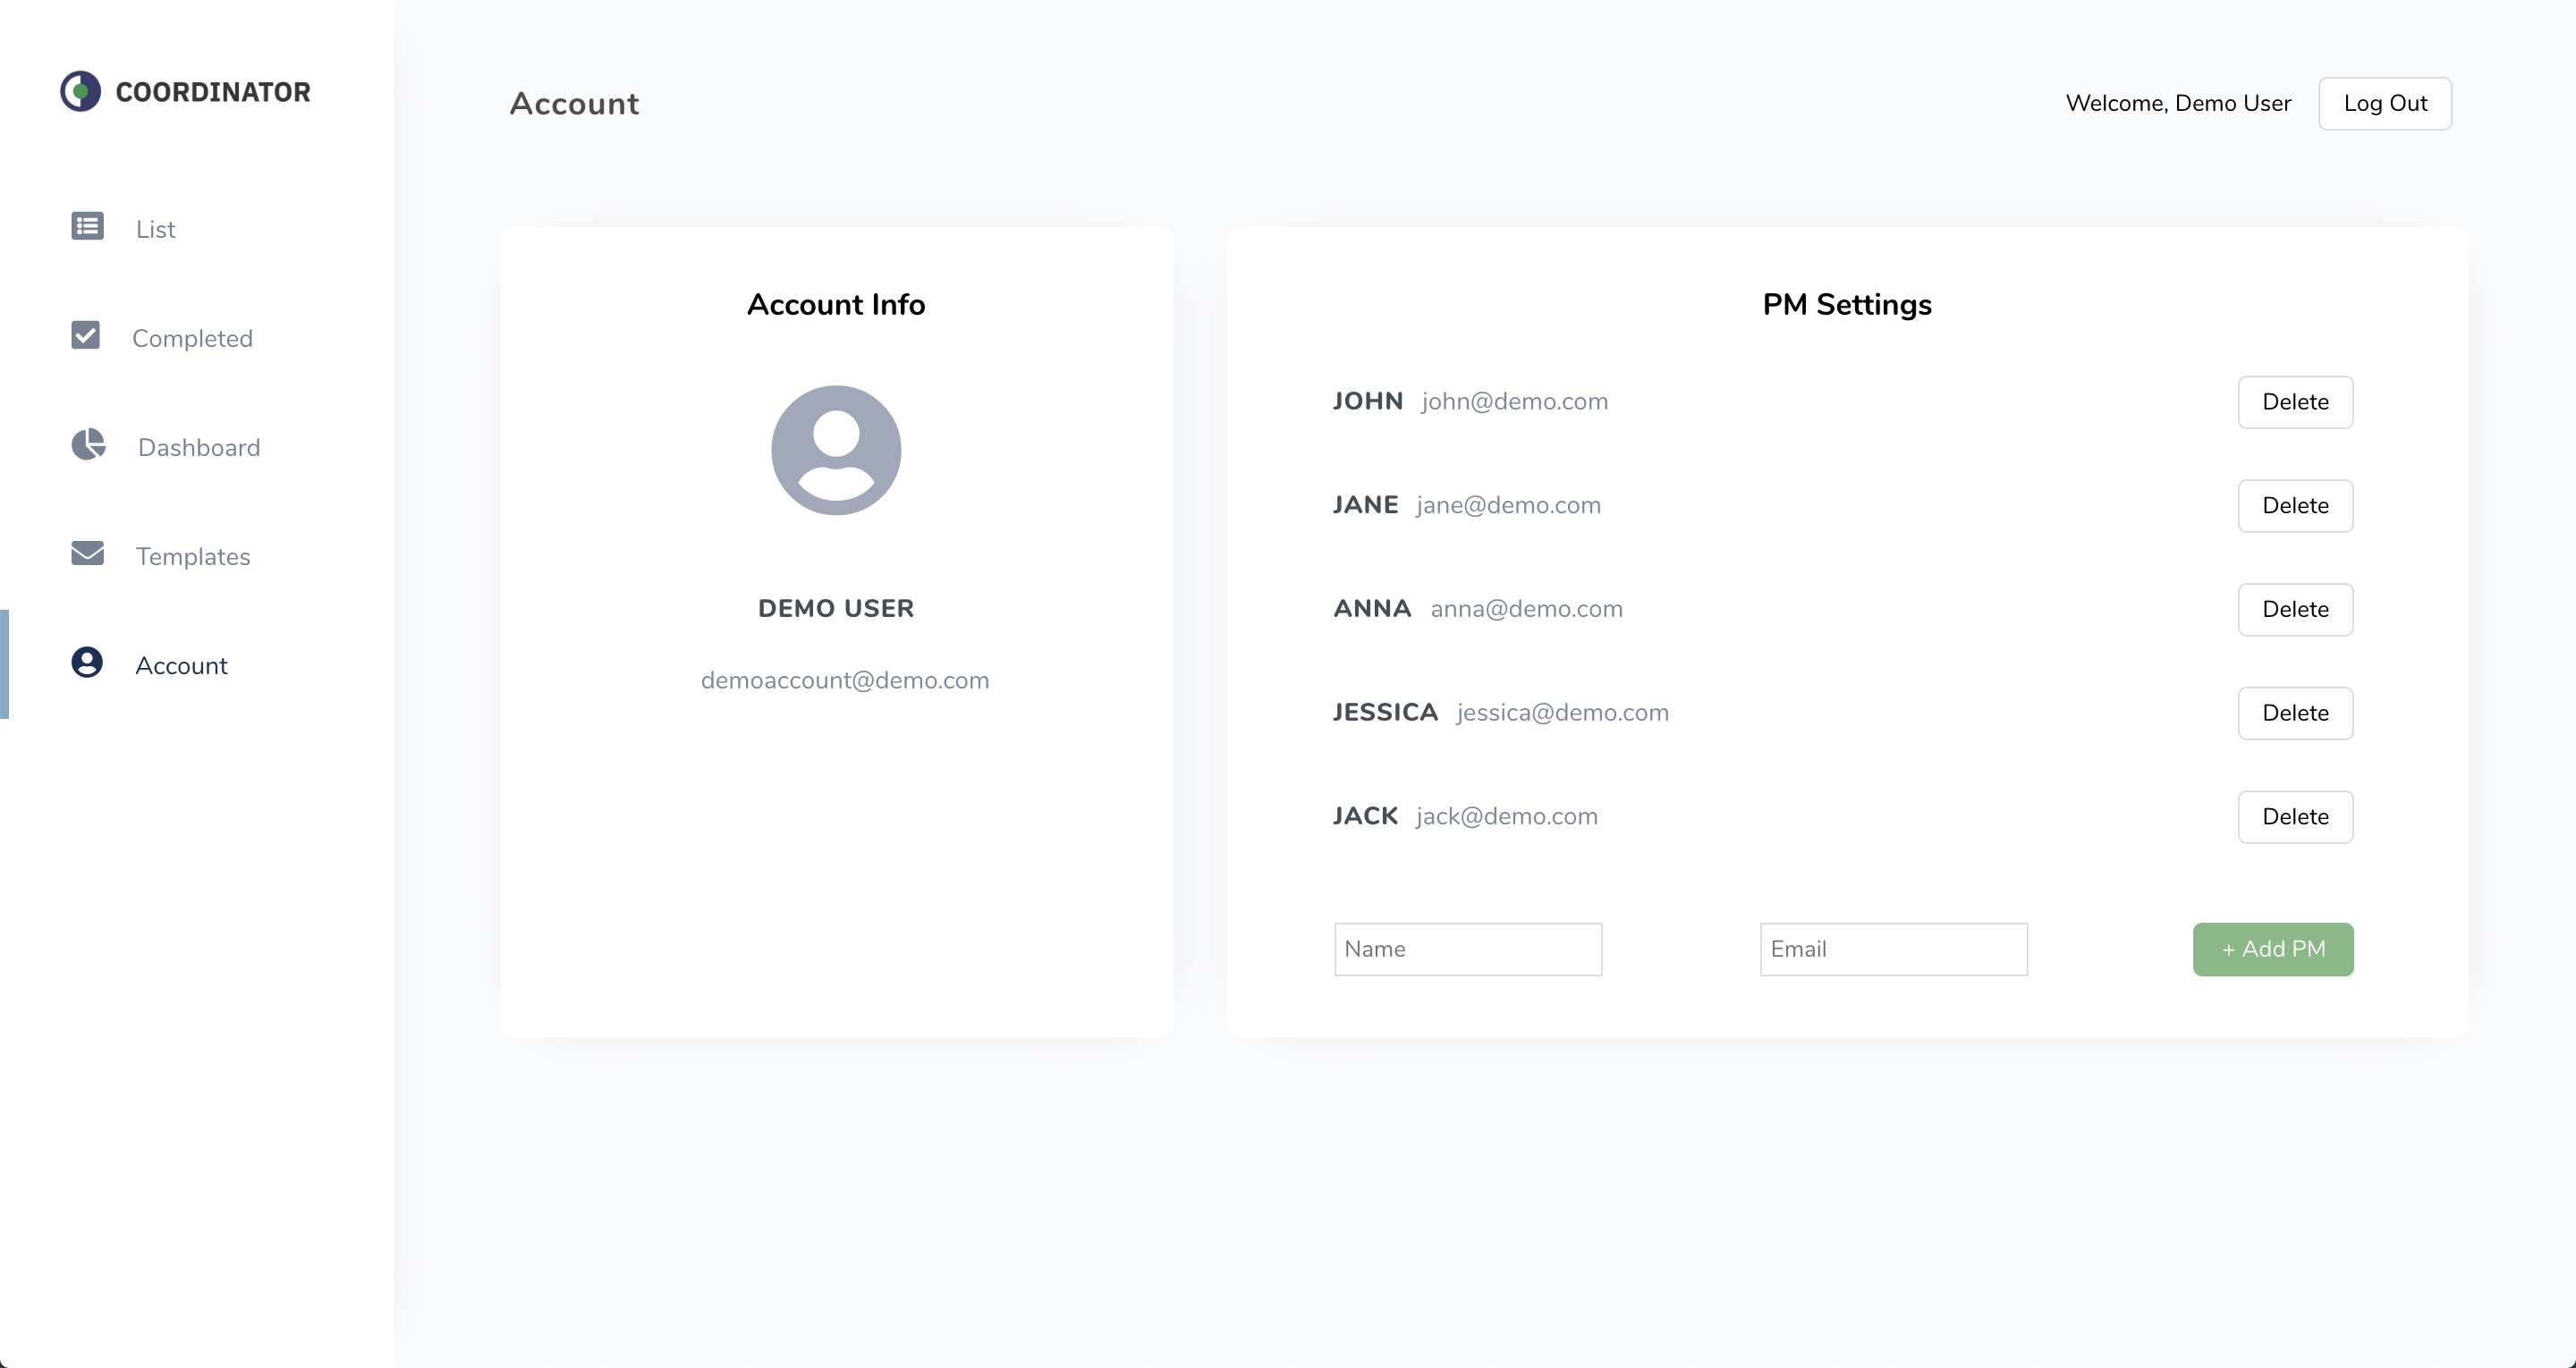 COORDINATOR
List
Completed
Dashboard
Templates
Account
Account
Welcome, Demo User
Log Out
Account Info
DEMO USER
demoaccount@demo.com
PM Settings
JOHN john@demo.com Delete
JANE jane@demo.com Delete
ANNA anna@demo.com Delete
JESSICA jessica@demo.com Delete
JACK jack@demo.com Delete
Name Email + Add PM